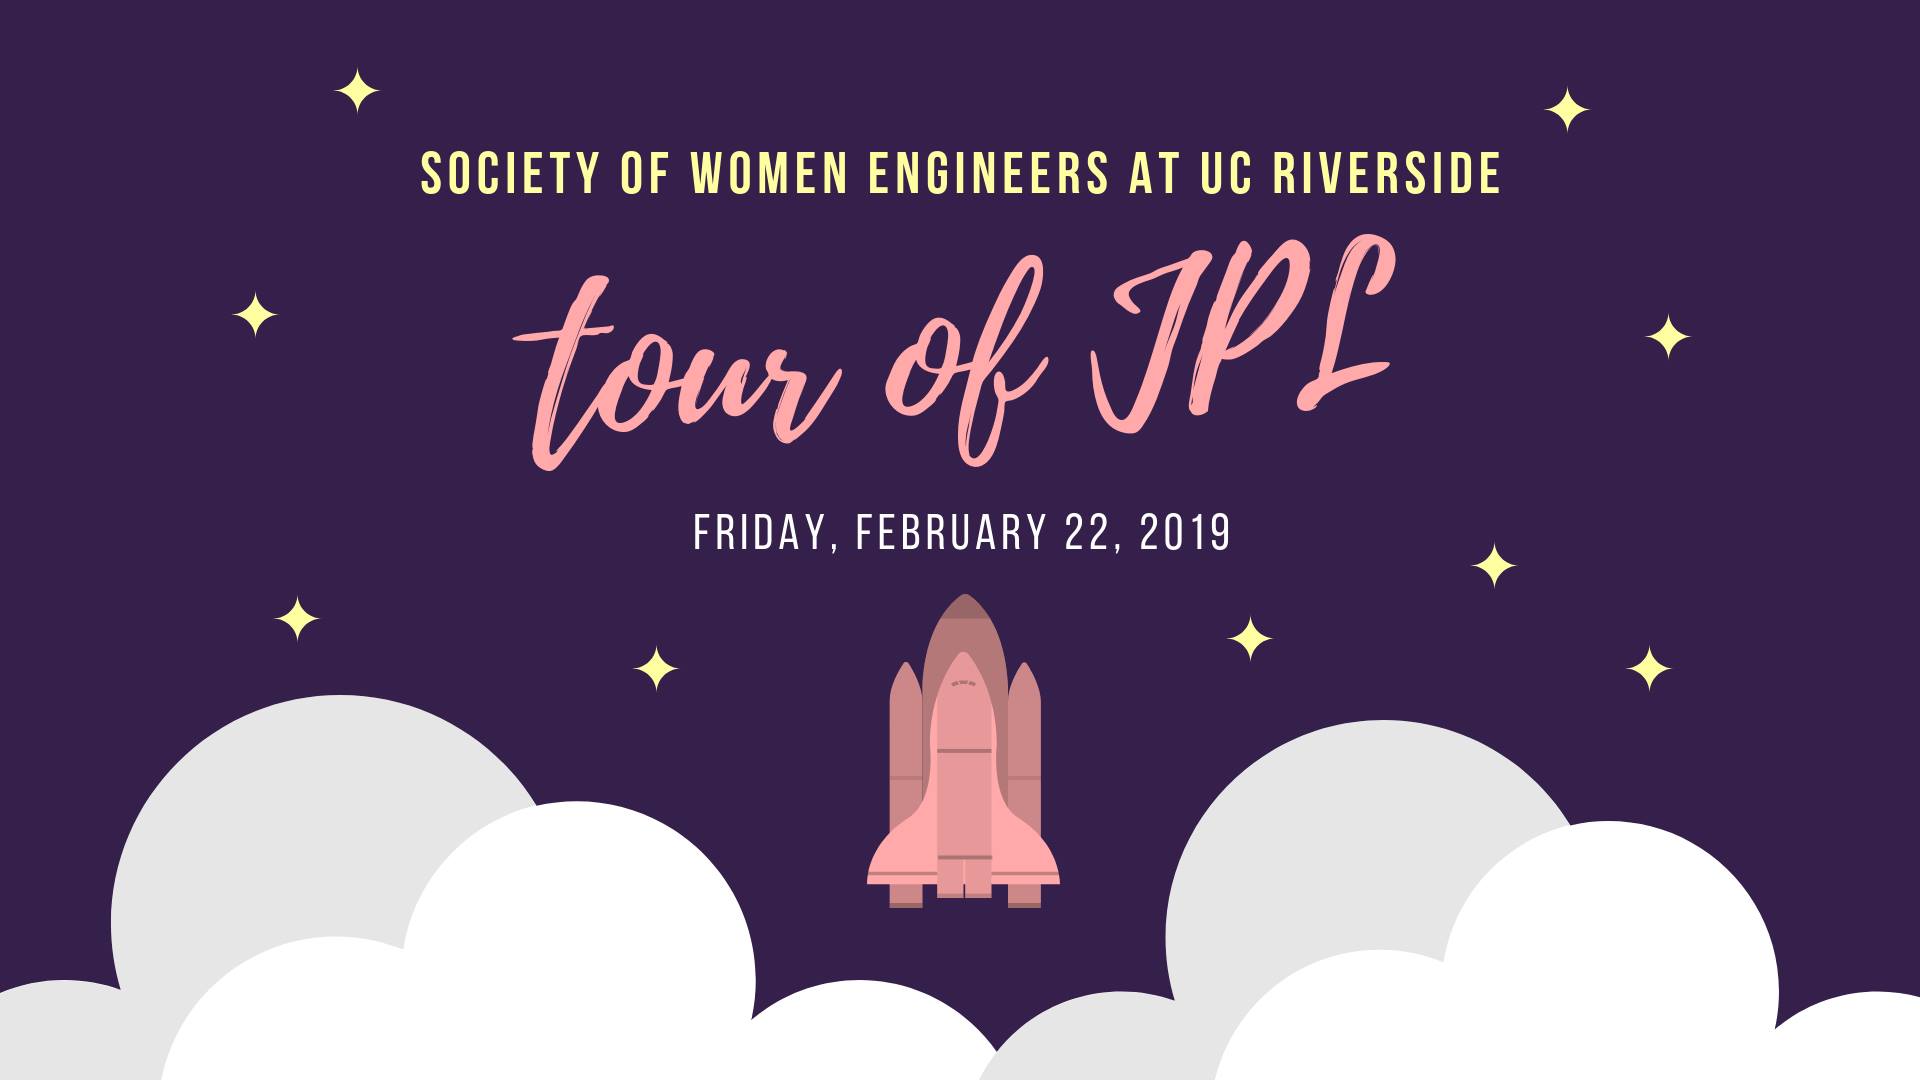 SOCIETY OF WOMEN ENGINEERS AT UC RIVERSIDE
tour of JPL
FRIDAY, FEBRUARY 22, 2019